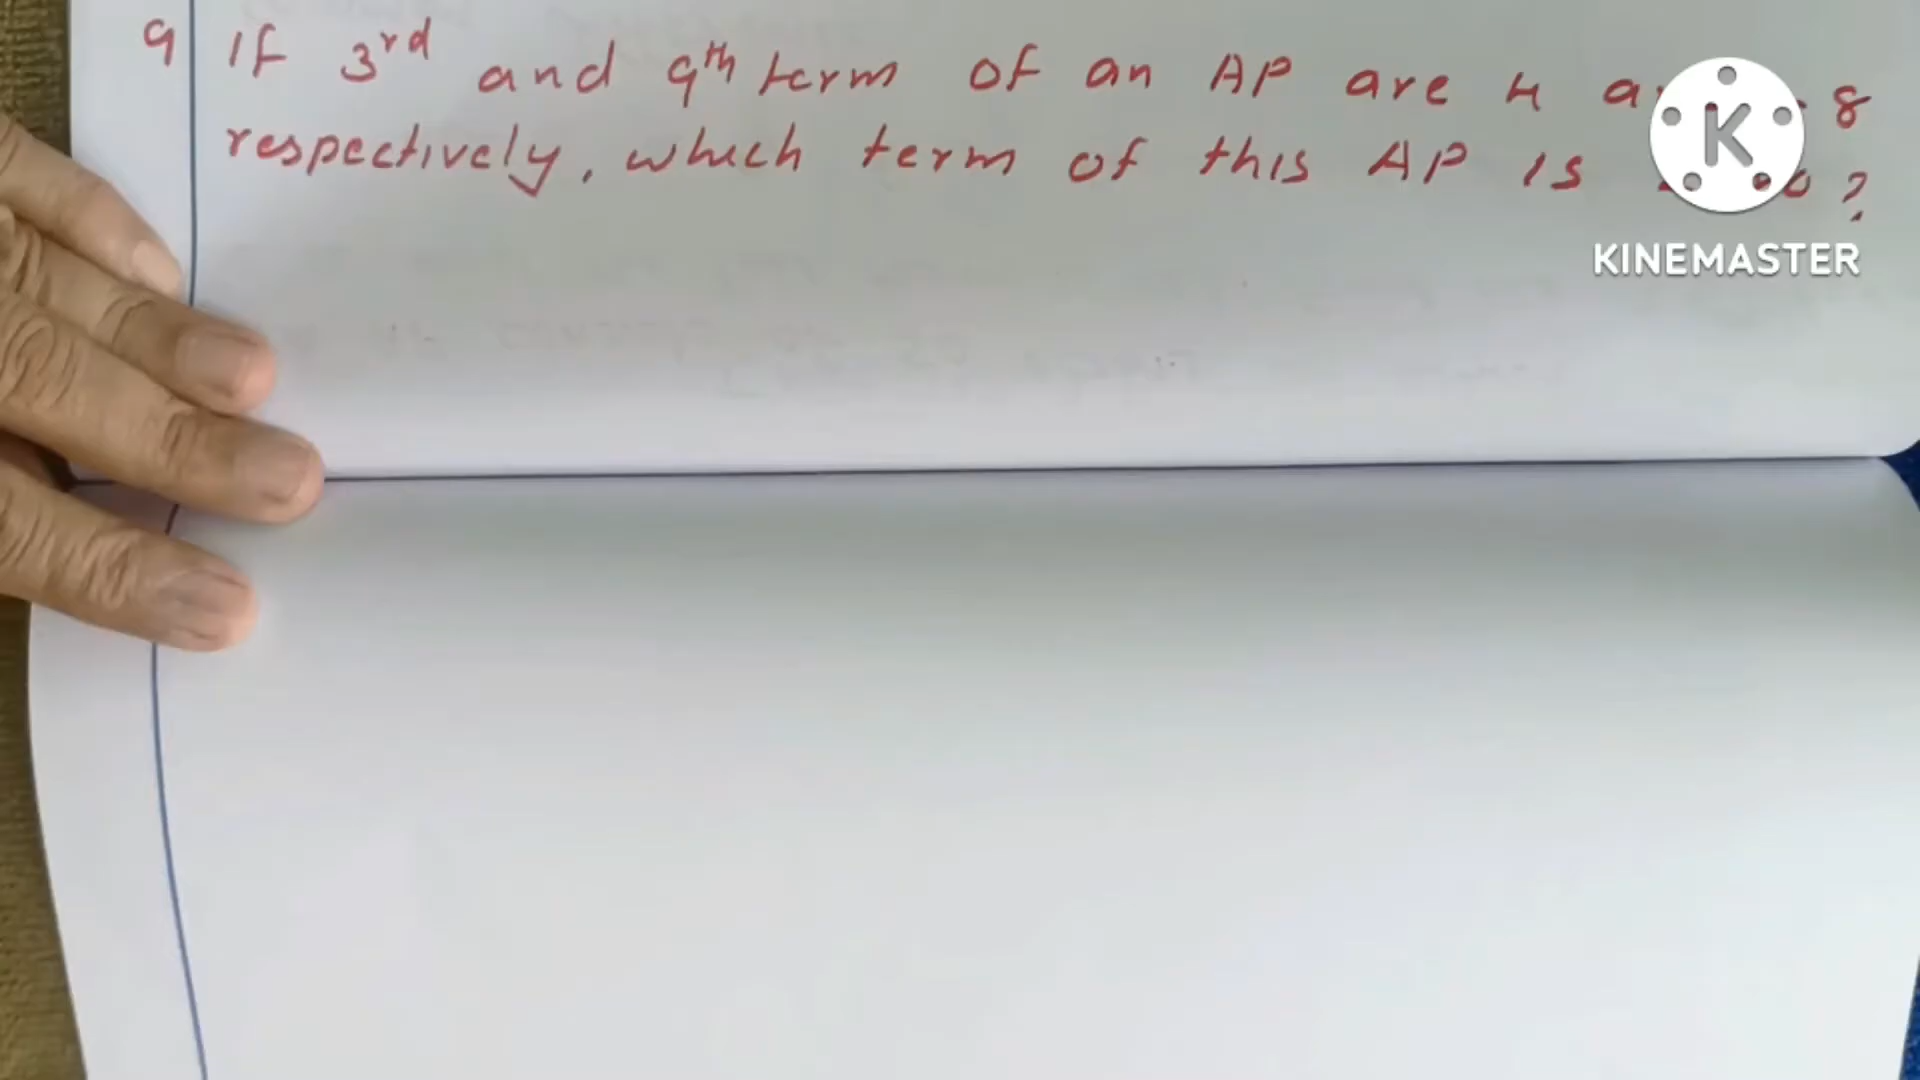 9 If 3rd and 9th term of an AP are 4 8
respectively, which term of this AP is ?
KINEMASTER